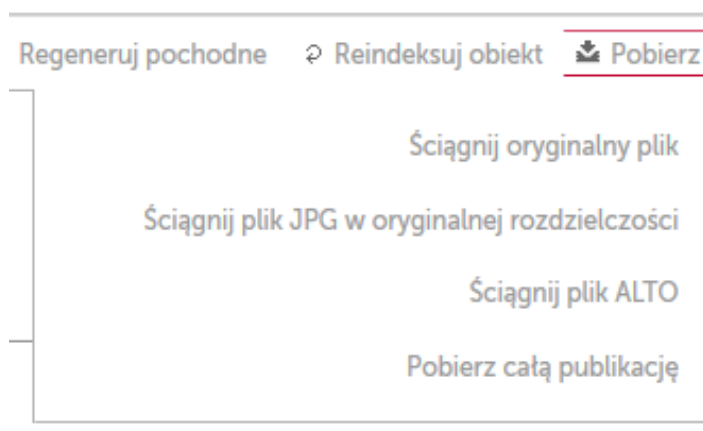 Regeneruj pochodne Reindeksuj obiekt Pobierz
Ściągnij oryginalny plik
Ściągnij plik JPG w oryginalnej rozdzielczości
Ściągnij plik ALTO
Pobierz całą publikację